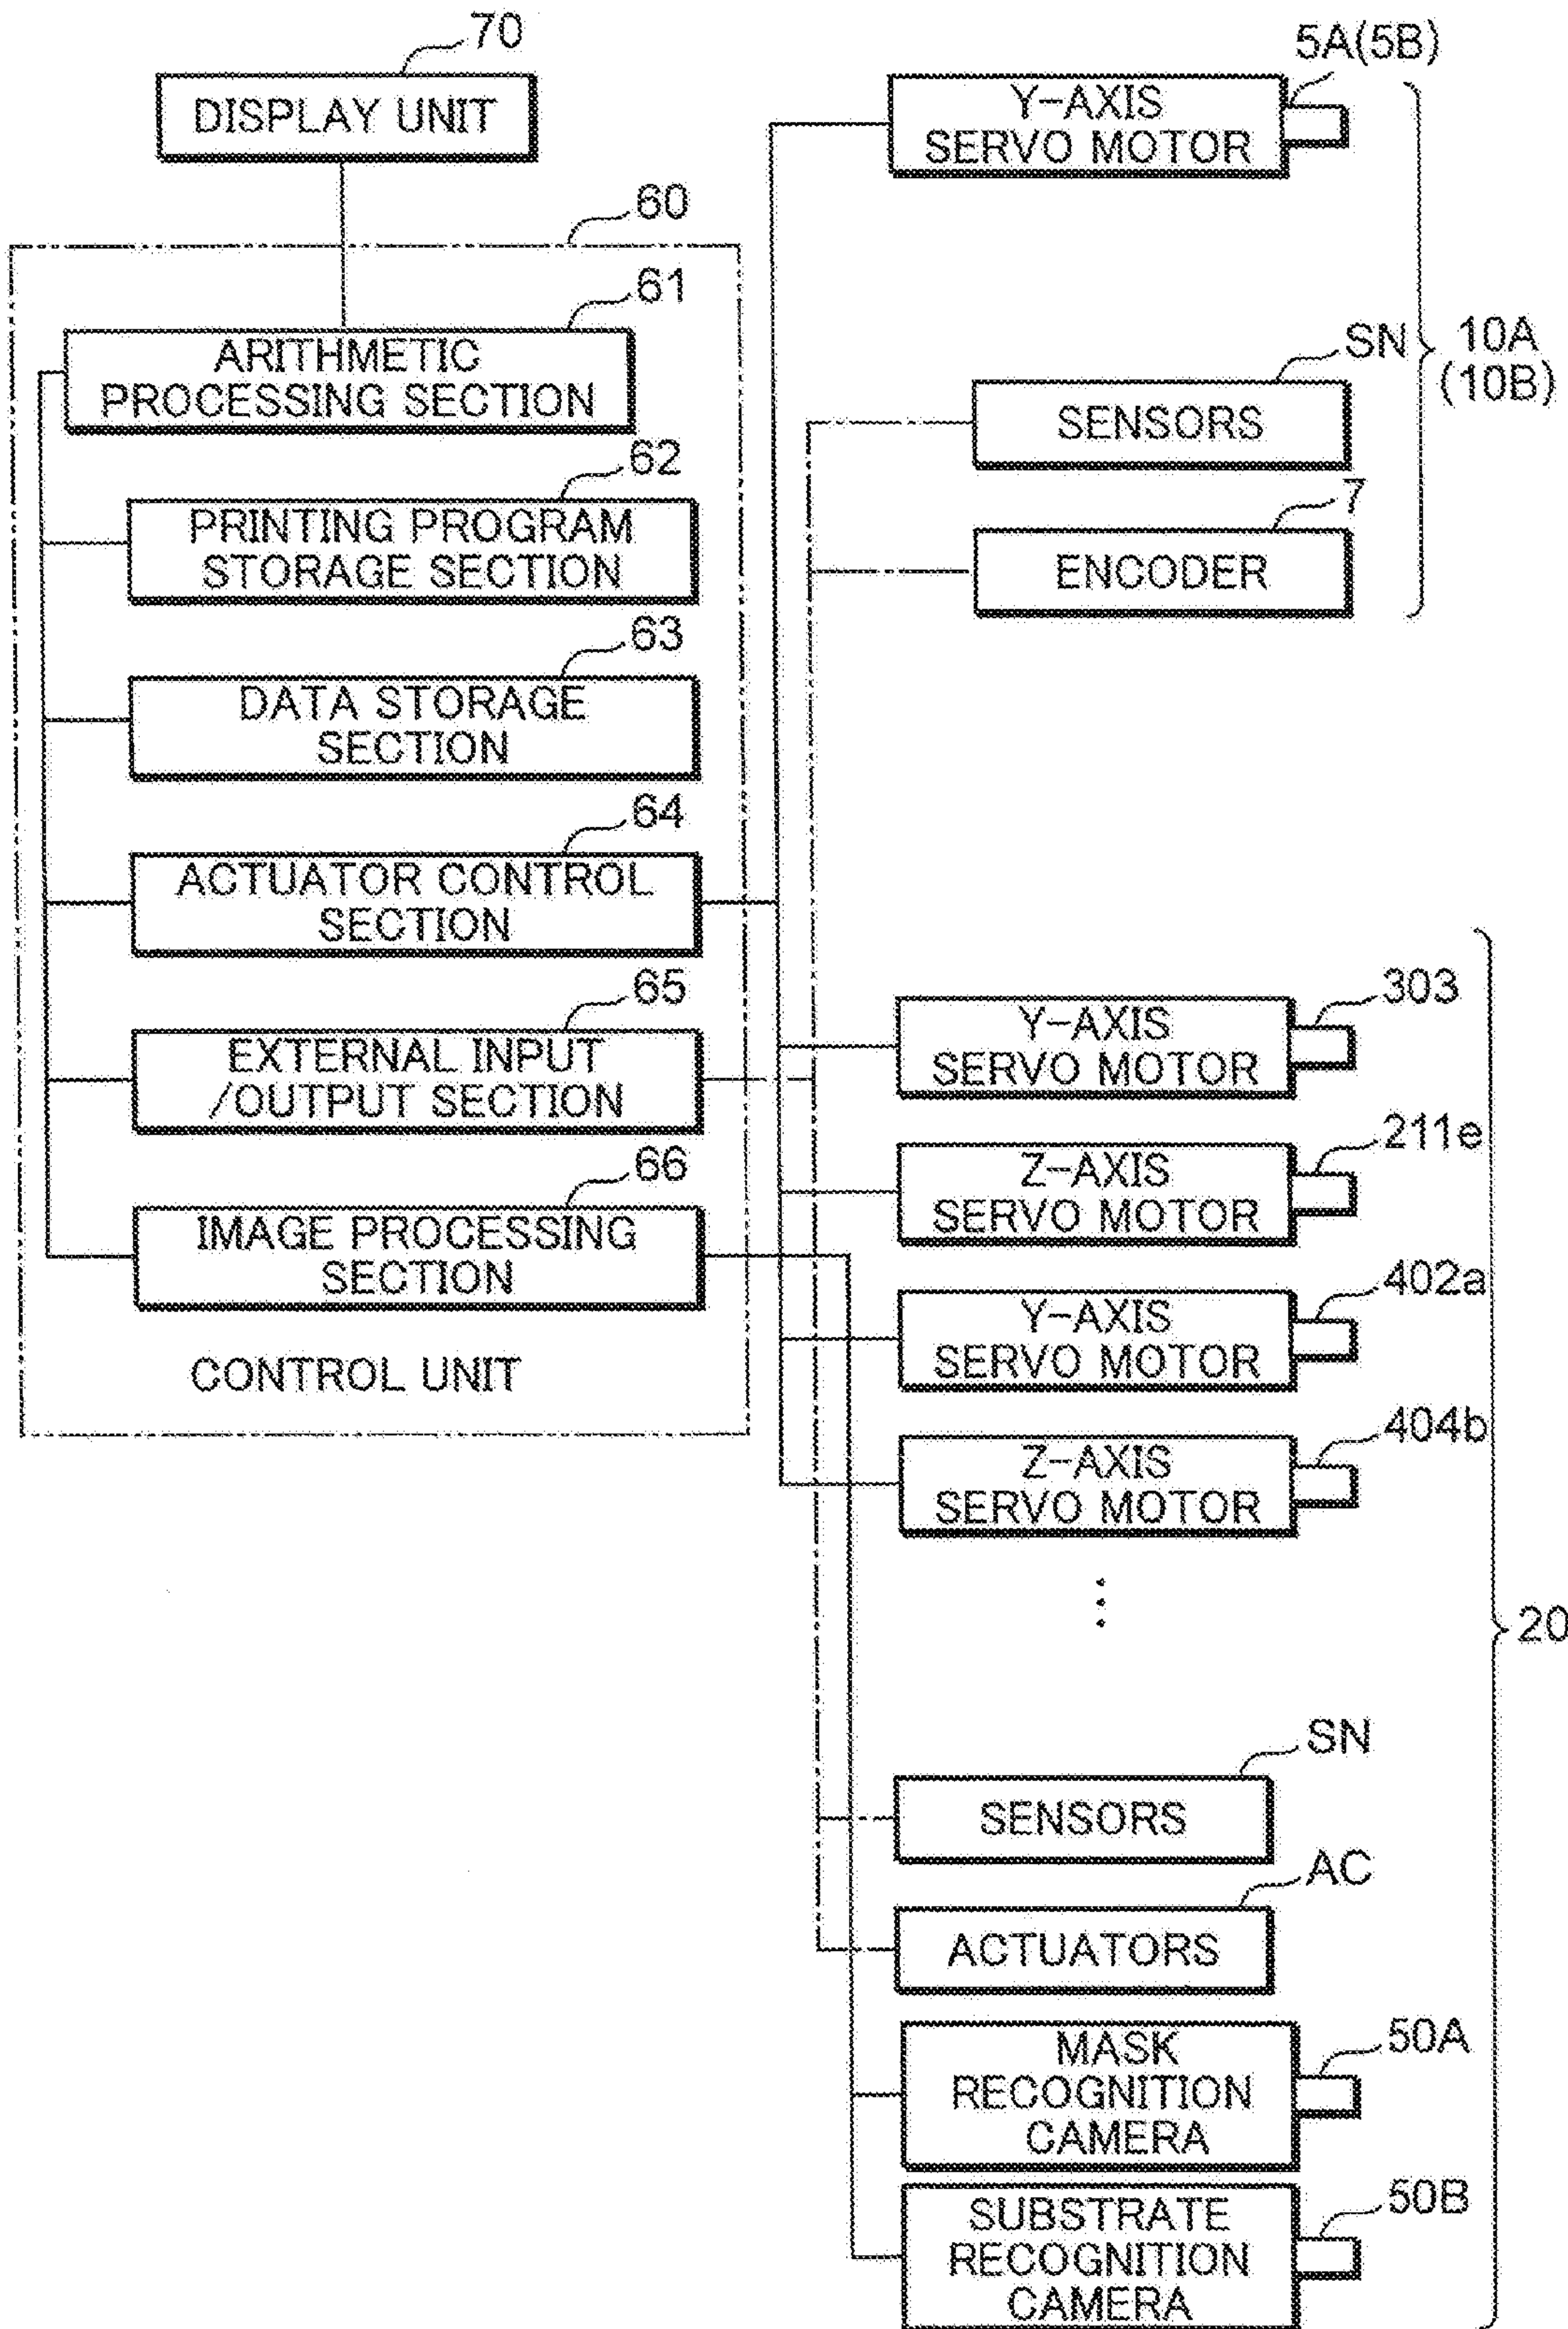 70
DISPLAY UNIT
60
61
ARITHMETIC
PROCESSING SECTION
62
PRINTING PROGRAM
STORAGE SECTION
63
DATA STORAGE
SECTION
64
ACTUATOR CONTROL
SECTION
65
EXTERNAL INPUT
/OUTPUT SECTION
66
IMAGE PROCESSING
SECTION
CONTROL UNIT
5A(5B)
Y-AXIS
SERVO MOTOR
SN
SENSORS
7
ENCODER
10A
(10B)
303
Y-AXIS
SERVO MOTOR
211e
Z-AXIS
SERVO MOTOR
402a
Y-AXIS
SERVO MOTOR
404b
Z-AXIS
SERVO MOTOR
20
SN
SENSORS
AC
ACTUATORS
50A
MASK
RECOGNITION
CAMERA
50B
SUBSTRATE
RECOGNITION
CAMERA